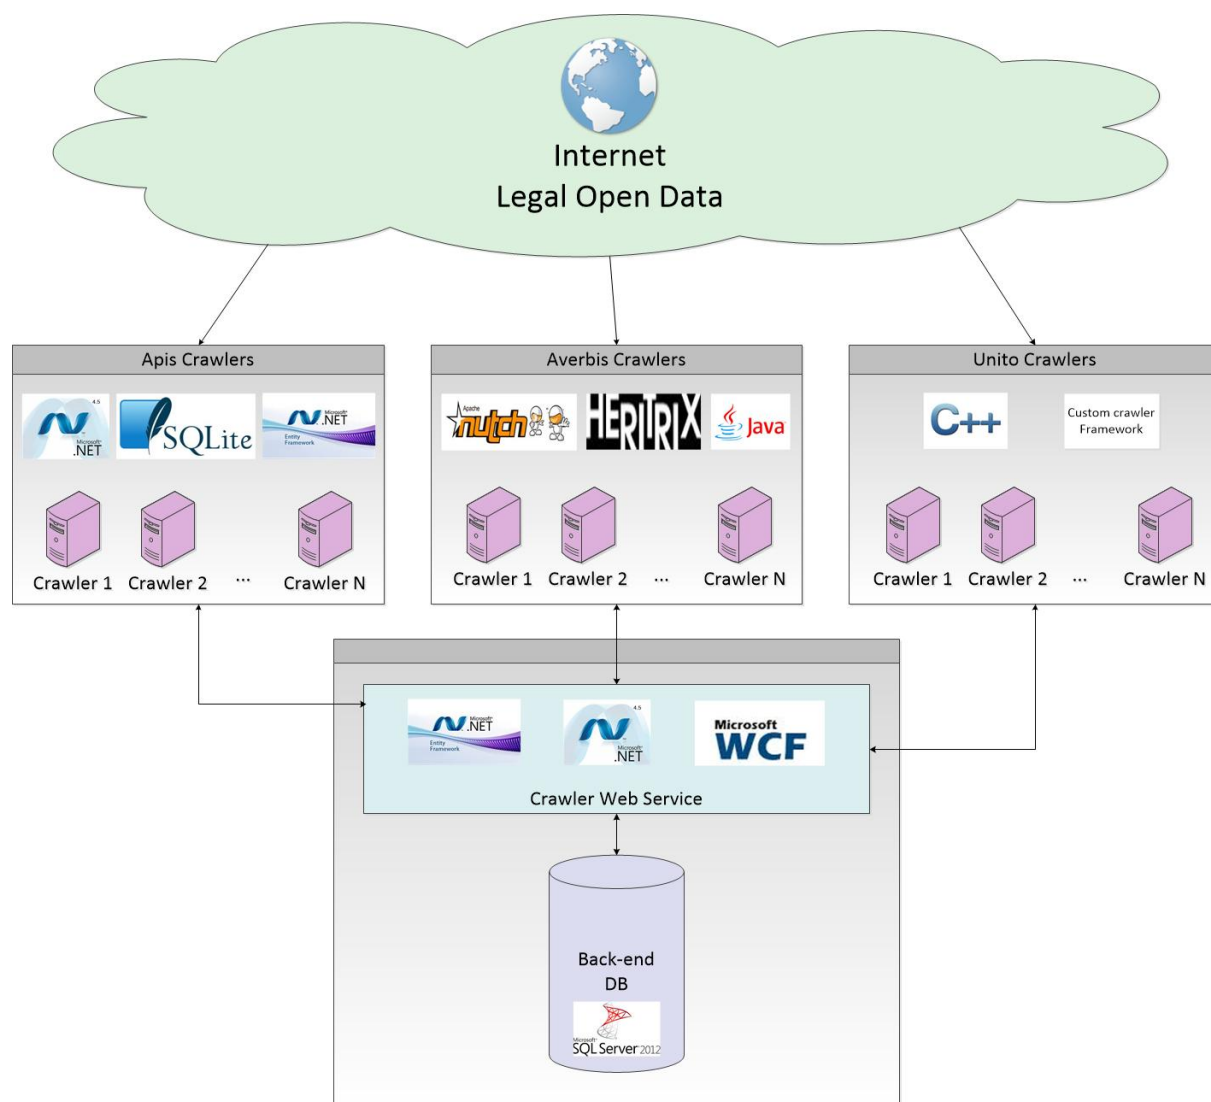 Internet
Legal Open Data
Apis Crawlers
4.5
Microsoft®
.NET
SQLite
Microsoft®
.NET
Entity
Framework
Crawler 1
Crawler 2
...
Crawler N
Averbis Crawlers
Apache
nutch
HERITRIX
Java
Crawler 1
Crawler 2
...
Crawler N
Unito Crawlers
C++
Custom crawler
Framework
Crawler 1
Crawler 2
...
Crawler N
Microsoft®
.NET
Entity
Framework
4.5
Microsoft®
.NET
Microsoft
WCF
Crawler Web Service
Back-end
DB
Microsoft®
SQL Server 2012